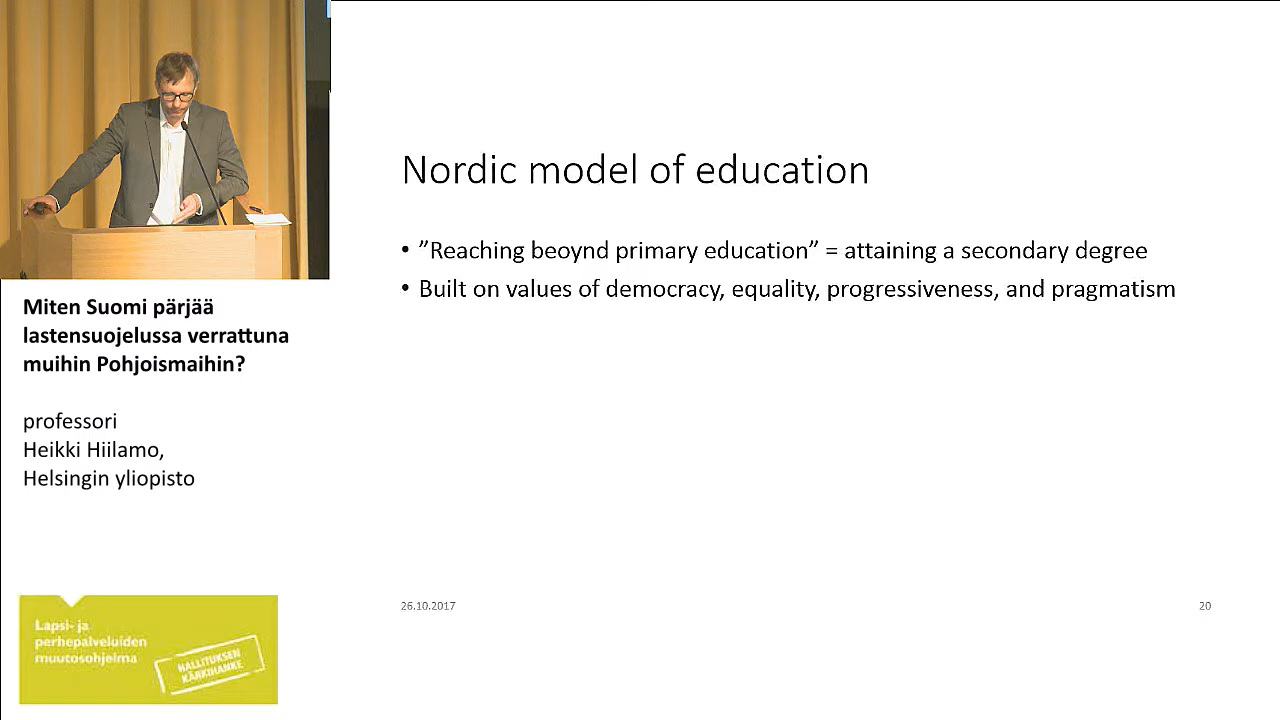 Nordic model of education
• ”Reaching beoynd primary education” = attaining a secondary degree
• Built on values of democracy, equality, progressiveness, and pragmatism
26.10.2017
20
Miten Suomi pärjää
lastensuojelussa verrattuna
muihin Pohjoismaihin?
professori
Heikki Hiilamo,
Helsingin yliopisto
Lapsi- ja
perhepalveluiden
muutosohjelma
HALLITUKSEN
KÄRKIHANKE